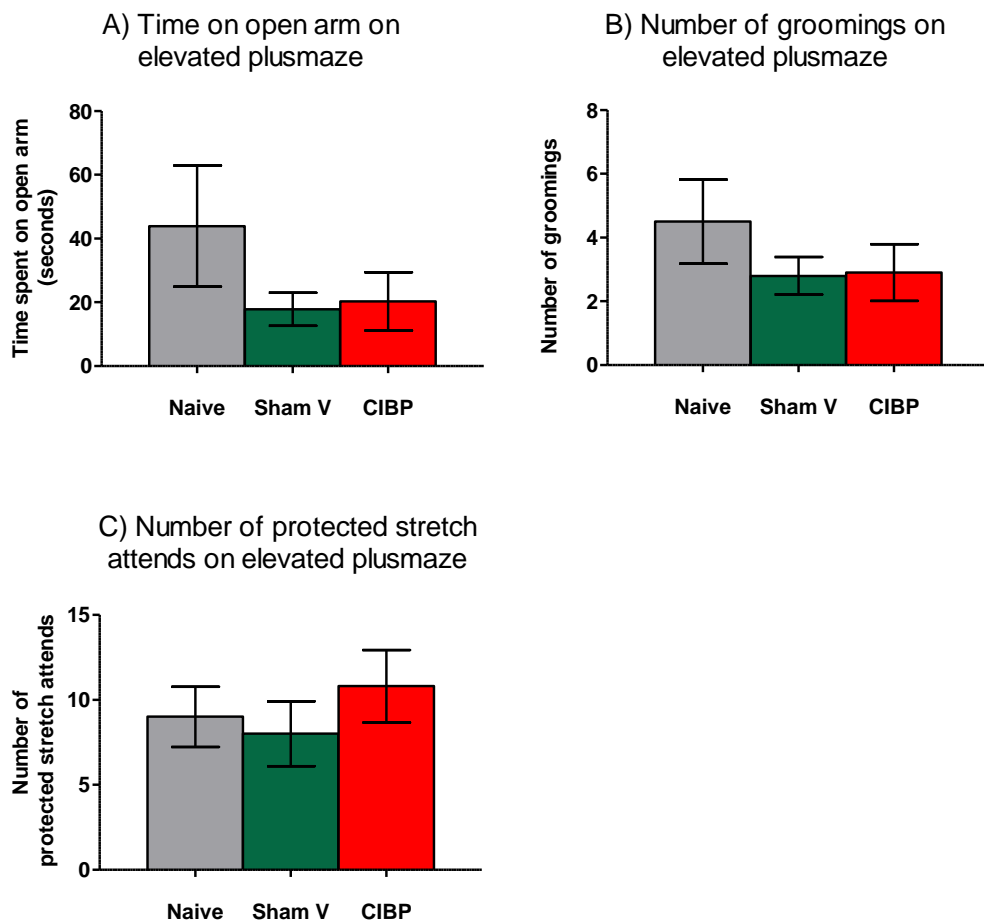 A) Time on open arm on
elevated plusmaze
80
60
40
20
0
Time spent on open arm
(seconds)
Naive Sham V CIBP
B) Number of groomings on
elevated plusmaze
8
6
4
2
0
Number of groomings
Naive Sham V CIBP
C) Number of protected stretch
attends on elevated plusmaze
15
10
5
0
Number of
protected stretch attends
Naive Sham V CIBP